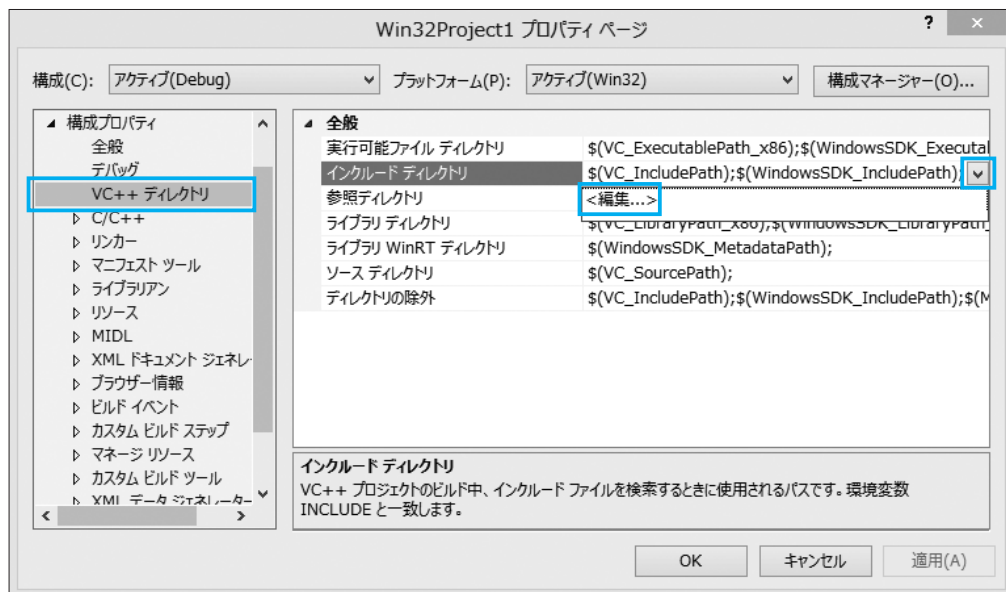 Win32Project1 プロパティ ページ
? ×
構成(C): アクティブ(Debug) プラットフォーム(P): アクティブ(Win32) 構成マネージャー(O)...
構成プロパティ
全般
デバッグ
VC++ ディレクトリ
C/C++
リンカー
マニフェスト ツール
ライブラリアン
リソース
MIDL
XML ドキュメント ジェネレ
ブラウザー情報
ビルド イベント
カスタム ビルド ステップ
マネージ リソース
カスタム ビルド ツール
XML データ ジェネレーター
全般
実行可能ファイル ディレクトリ $(VC_ExecutablePath_x86);$(WindowsSDK_Executal
インクルード ディレクトリ $(VC_IncludePath);$(WindowsSDK_IncludePath);
参照ディレクトリ <編集...>
ライブラリ ディレクトリ $(VC_LibraryPath_x86);$(WindowsSDK_LibraryPath_
ライブラリ WinRT ディレクトリ $(WindowsSDK_MetadataPath);
ソース ディレクトリ $(VC_SourcePath);
ディレクトリの除外 $(VC_IncludePath);$(WindowsSDK_IncludePath);$(M
インクルード ディレクトリ
VC++ プロジェクトのビルド中、インクルード ファイルを検索するときに使用されるパスです。環境変数
INCLUDE と一致します。
OK キャンセル 適用(A)